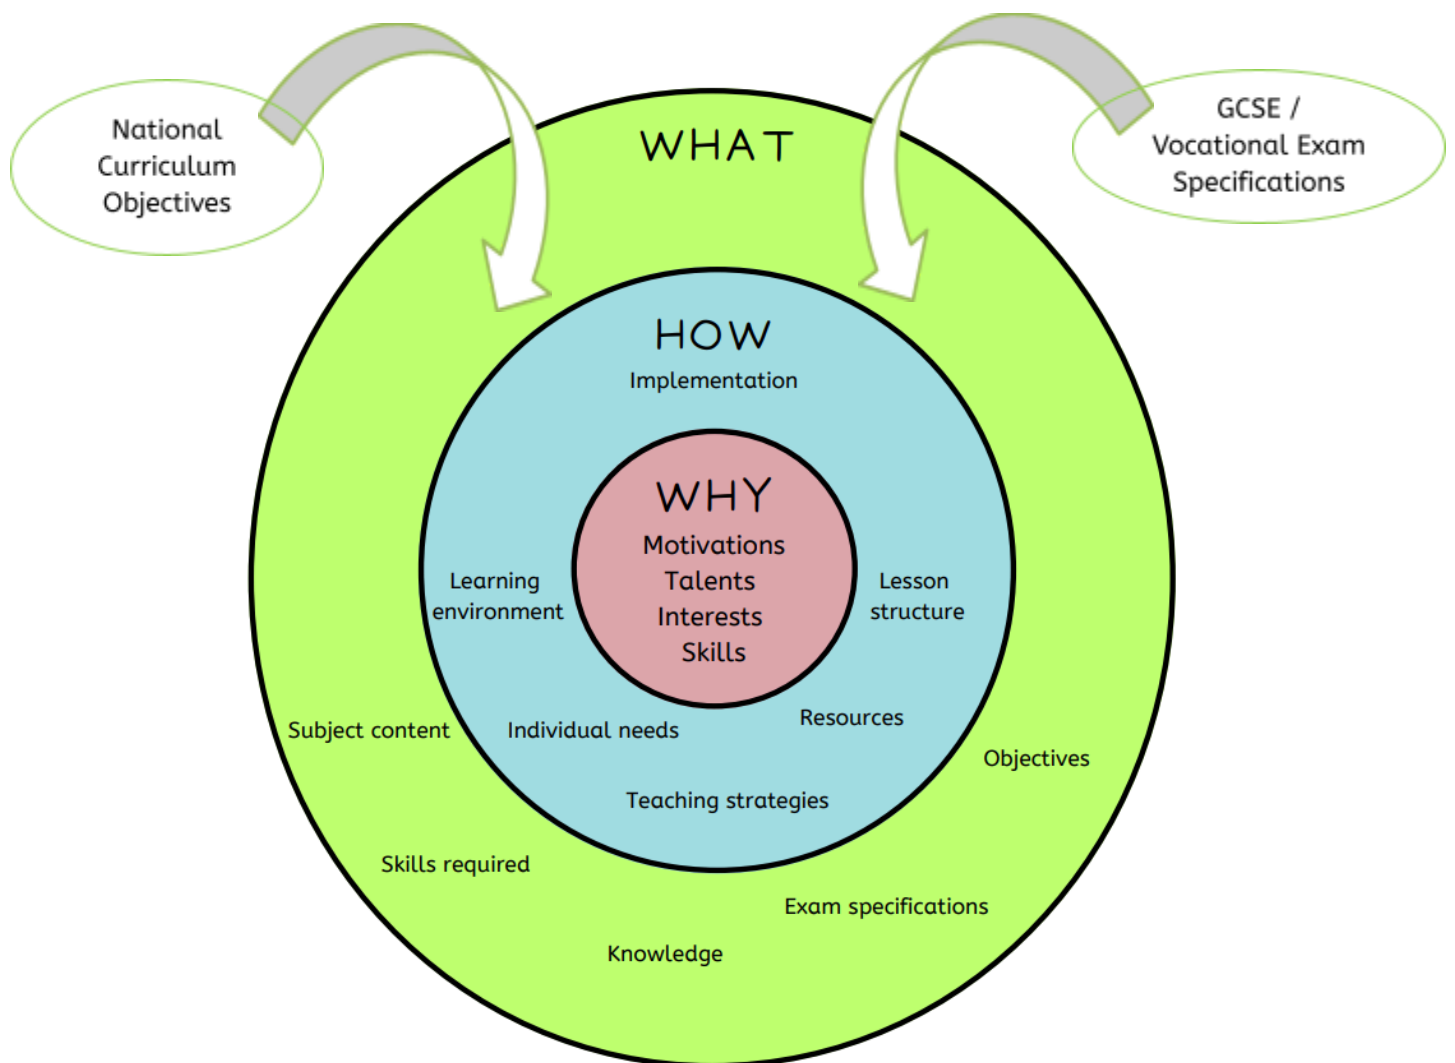 National
Curriculum
Objectives
GCSE /
Vocational Exam
Specifications
WHAT
HOW
Implementation
WHY
Motivations
Talents
Interests
Skills
Learning
environment
Lesson
structure
Individual needs
Resources
Teaching strategies
Subject content
Objectives
Skills required
Exam specifications
Knowledge